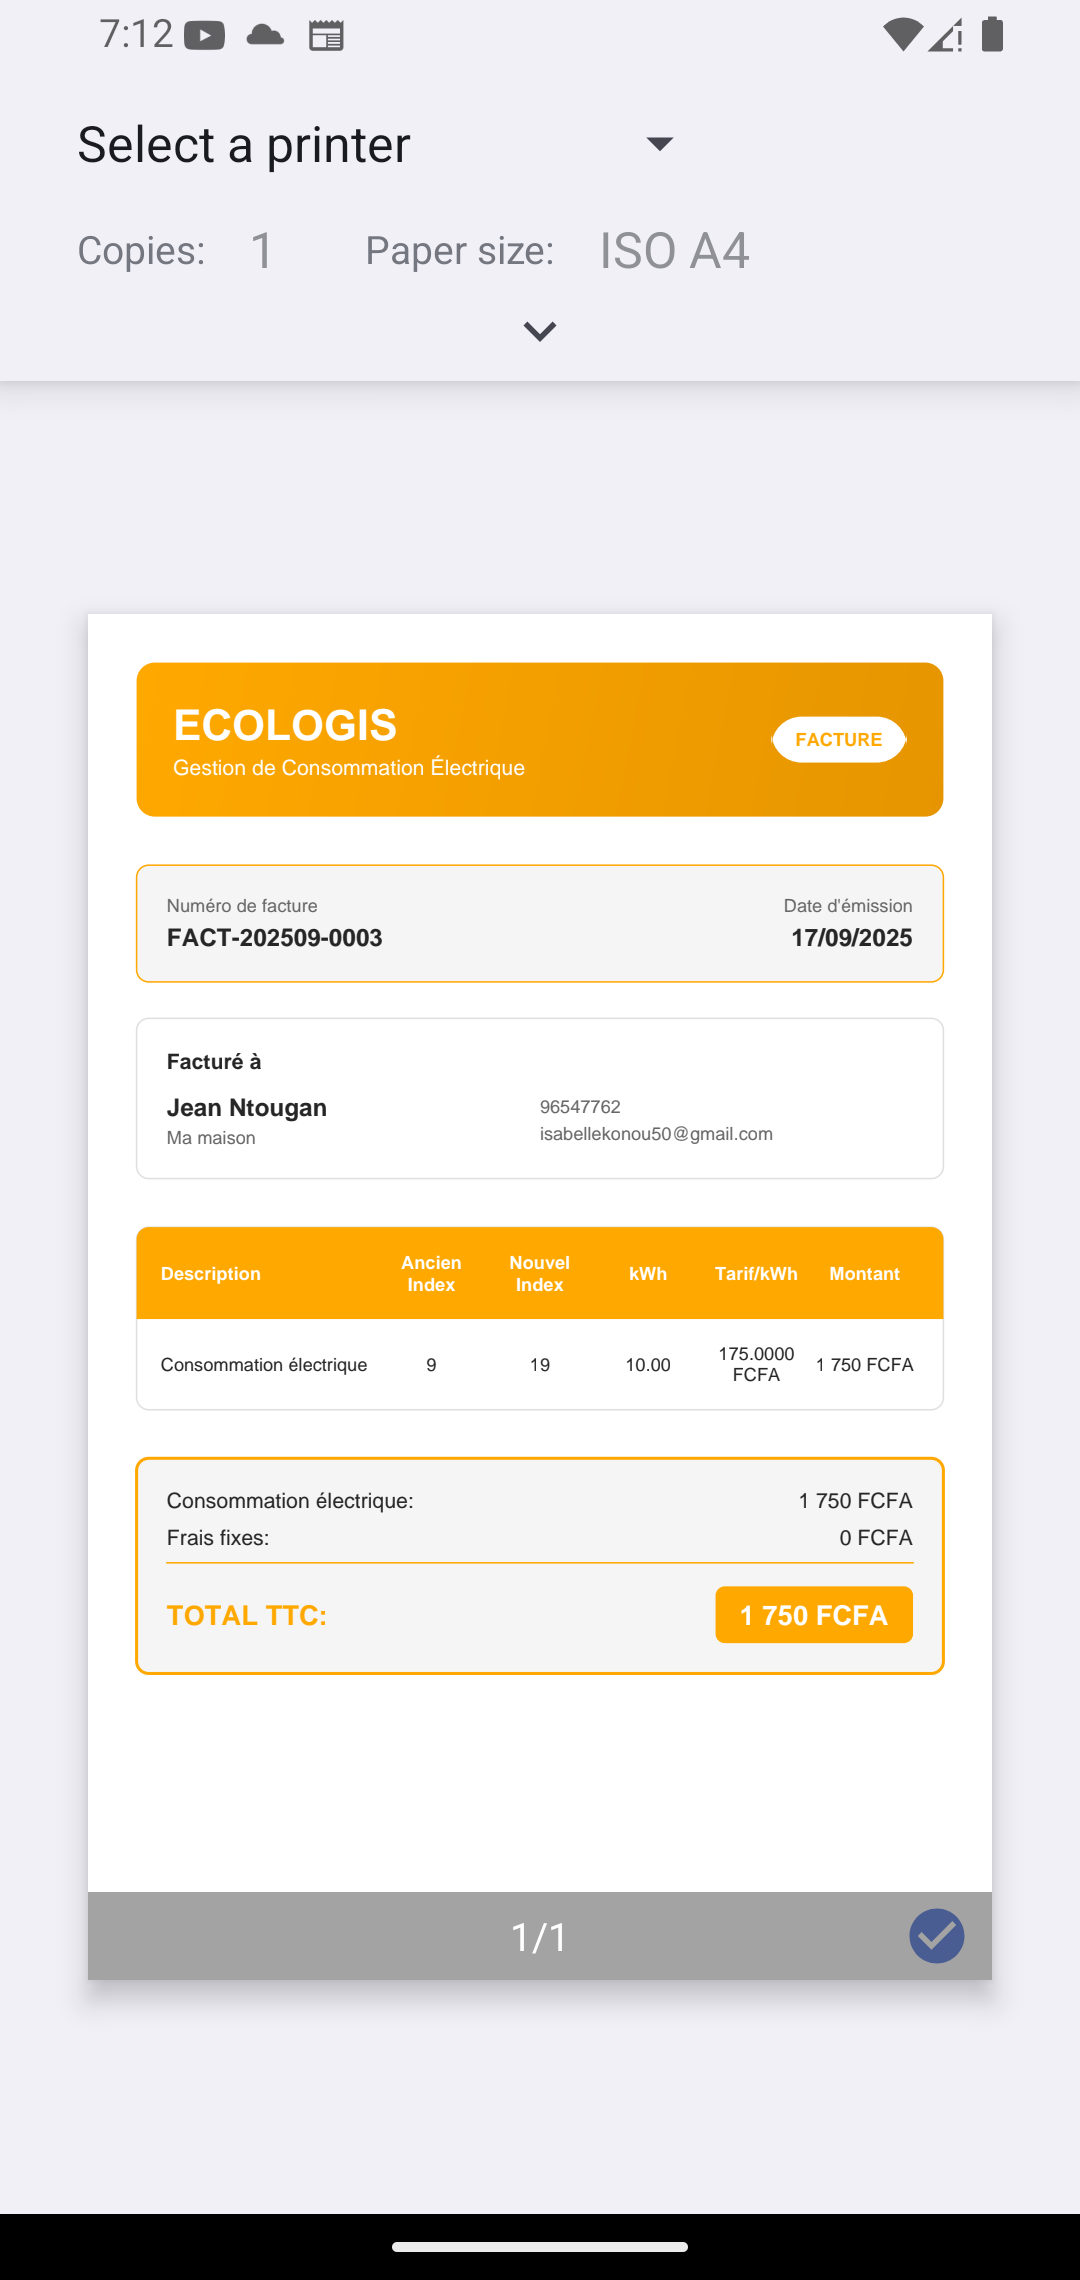 7:12
Select a printer
Copies: 1 Paper size: ISO A4
ECOLOGIS
Gestion de Consommation Électrique
FACTURE
Numéro de facture
FACT-202509-0003
Date d'émission
17/09/2025
Facturé à
Jean Ntougan
Ma maison
96547762
isabellekonou50@gmail.com
Description Ancien Index Nouvel Index kWh Tarif/kWh Montant
Consommation électrique 9 19 10.00 175.0000 FCFA 1 750 FCFA
Consommation électrique: 1 750 FCFA
Frais fixes: 0 FCFA
TOTAL TTC: 1 750 FCFA
1/1